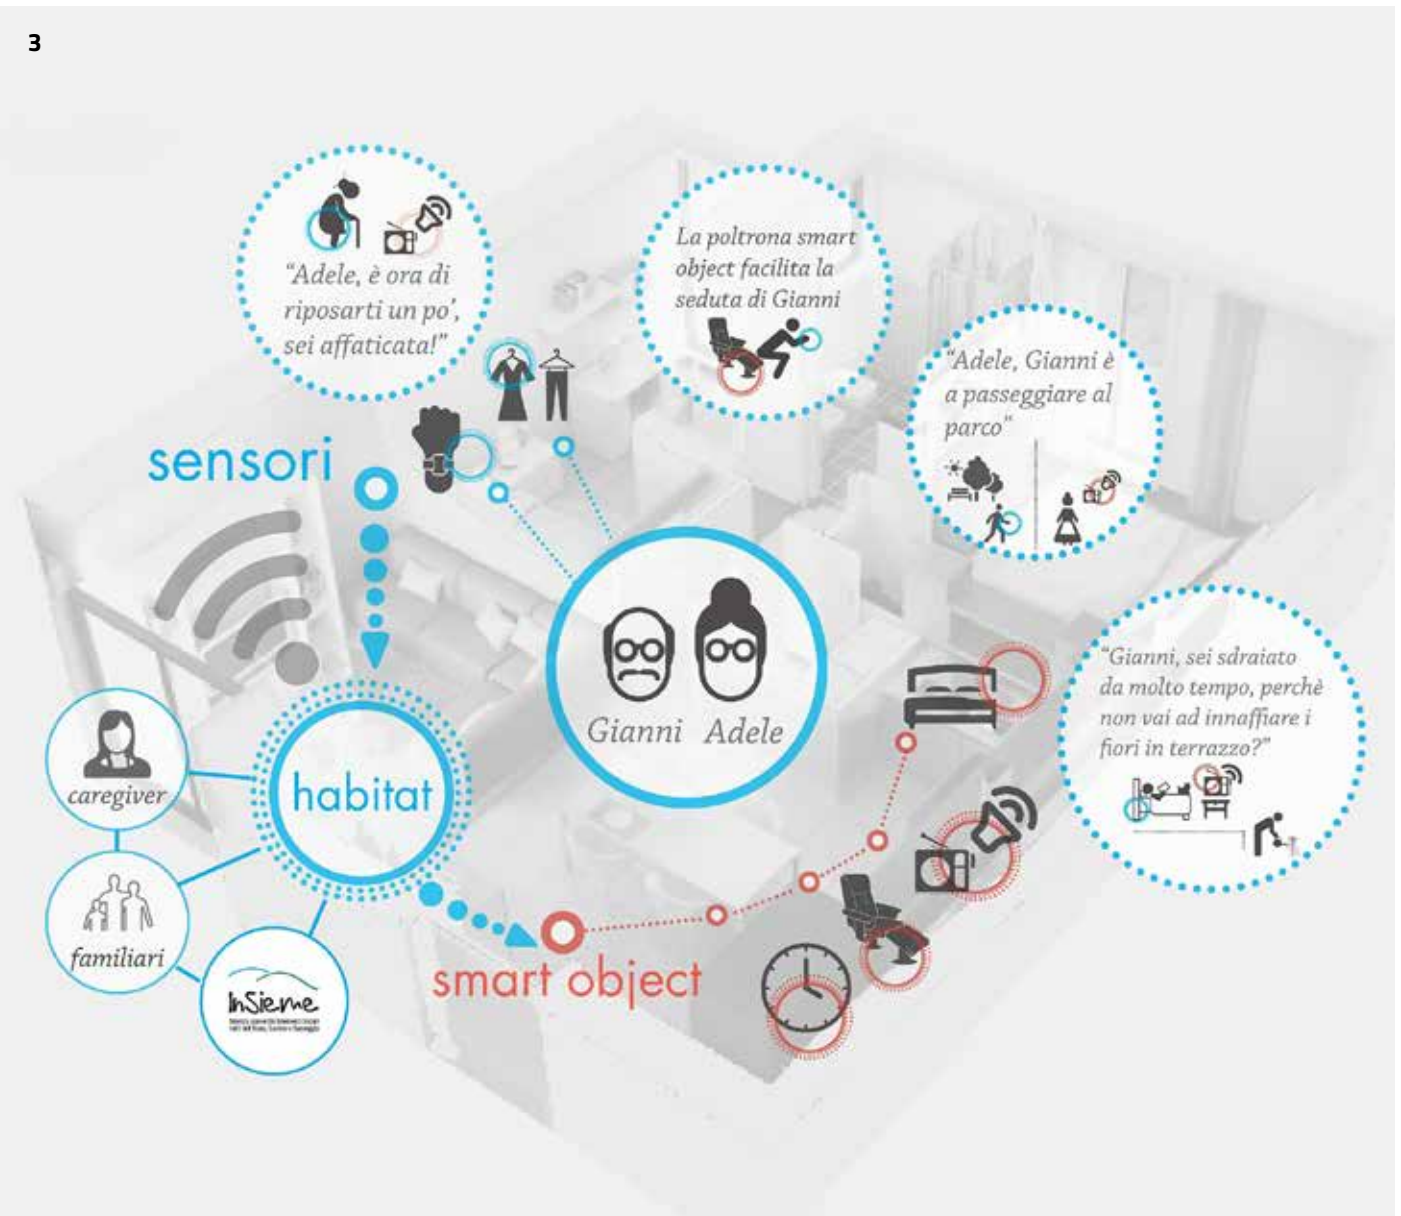 3
“Adele, è ora di
riposarti un po’,
sei affaticata!”
La poltrona smart
object facilita la
seduta di Gianni
“Adele, Gianni è
a passeggiare al
parco“
sensori
“Gianni, sei sdraiato
da molto tempo, perchè
non vai ad innaffiare i
fiori in terrazzo?”
Gianni Adele
caregiver
habitat
familiari
InSieme
smart object